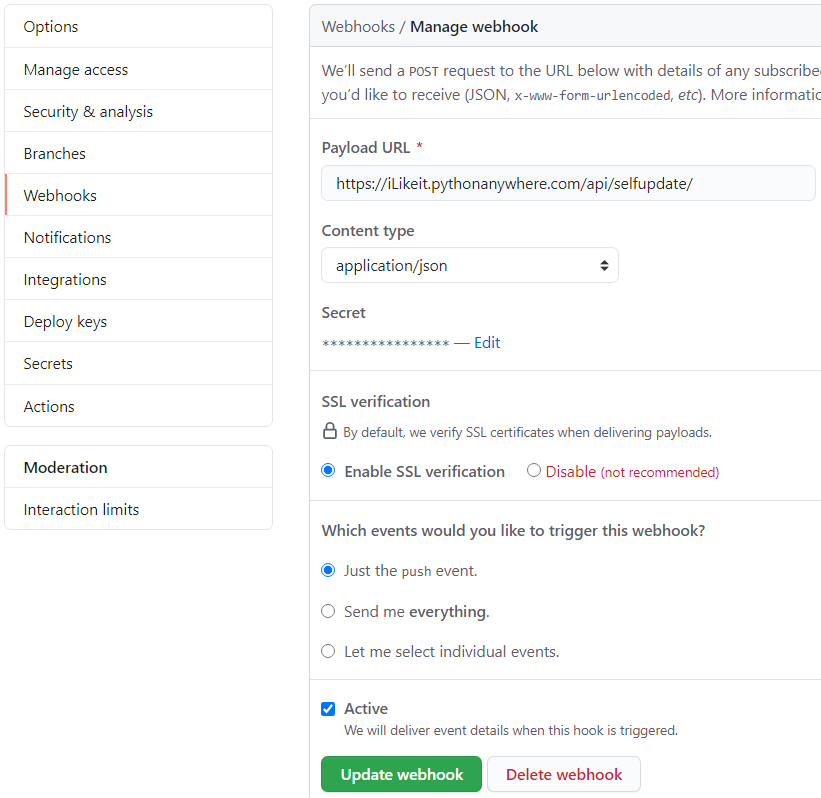 Options
Manage access
Security & analysis
Branches
Webhooks
Notifications
Integrations
Deploy keys
Secrets
Actions
Moderation
Interaction limits
Webhooks / Manage webhook
We'll send a POST request to the URL below with details of any
you'd like to receive (JSON, x-www-form-urlencoded, etc). More
Payload URL *
https://iLikeit.pythonanywhere.com/api/selfupdate/
Content type
application/json
Secret
**************** — Edit
SSL verification
By default, we verify SSL certificates when delivering payloads.
Enable SSL verification Disable (not recommended)
Which events would you like to trigger this webhook?
Just the push event.
Send me everything.
Let me select individual events.
Active
We will deliver event details when this hook is triggered.
Update webhook Delete webhook